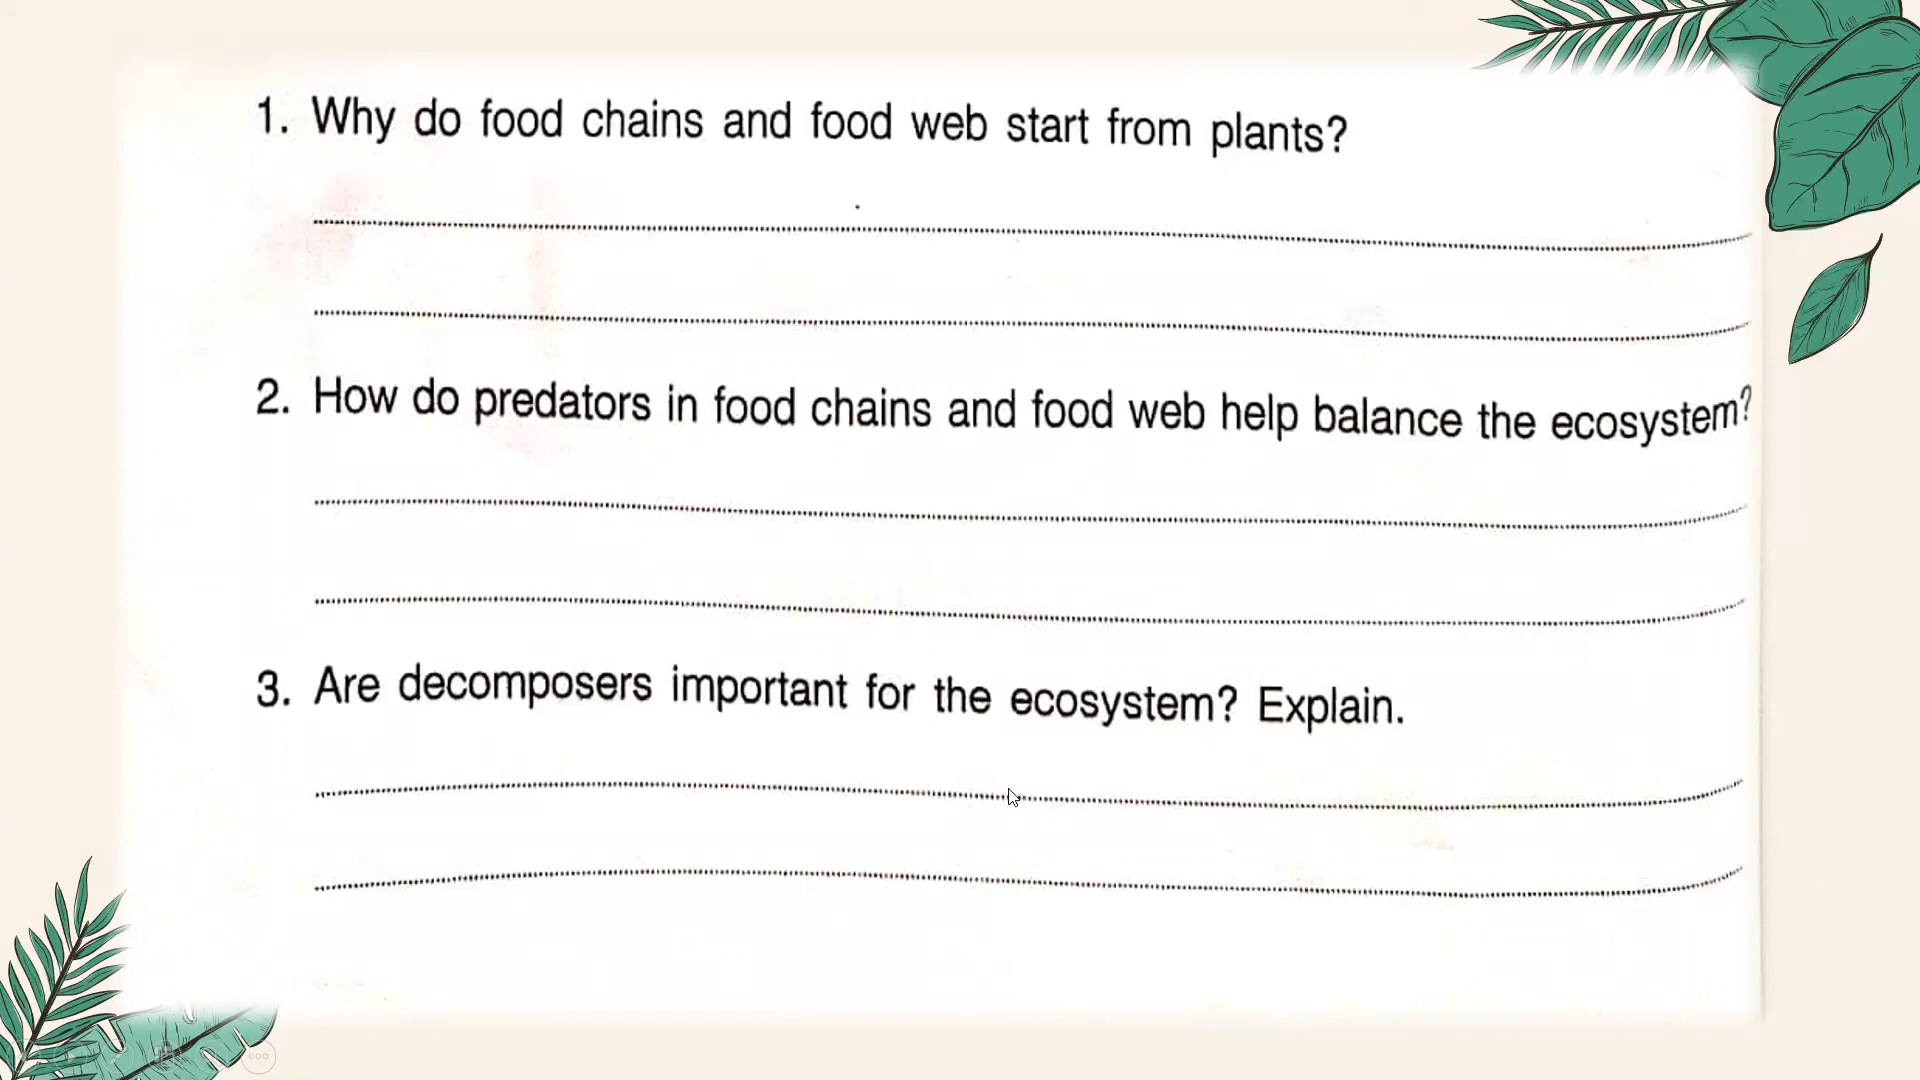 1. Why do food chains and food web start from plants?
2. How do predators in food chains and food web help balance the ecosystem?
3. Are decomposers important for the ecosystem? Explain.